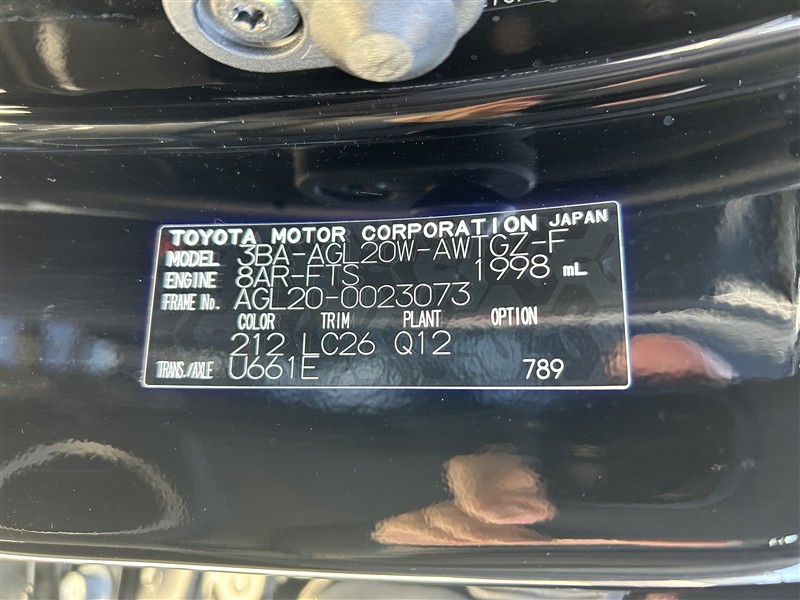 TOYOTA MOTOR CORPORATION JAPAN
MODEL 3BA-AGL20W-AWTGZ-F
ENGINE 8AR-FTS 1998 mL
FRAME No. AGL20-0023073
COLOR TRIM PLANT OPTION
212 LC26 Q12
TRANS./AXLE U661E 789